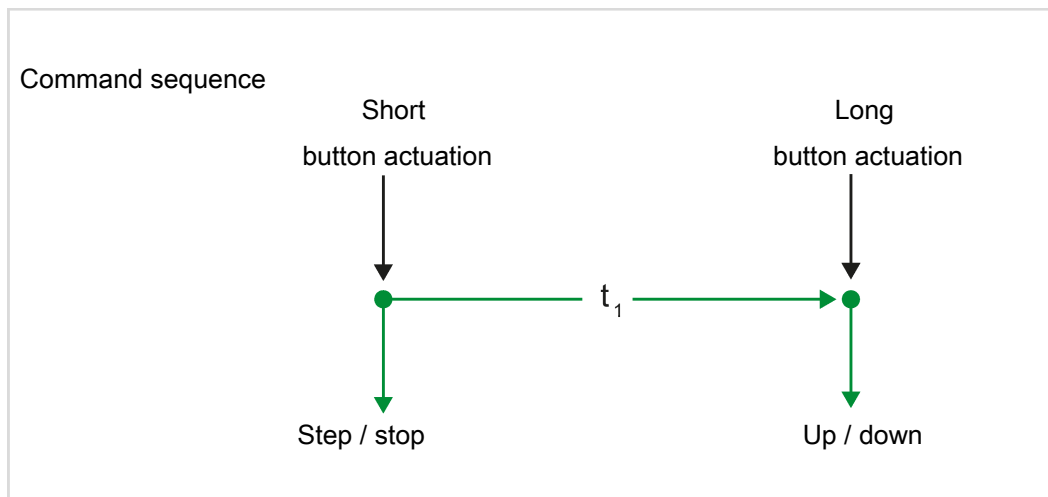 Command sequence
Short
button actuation
Long
button actuation
t1
Step / stop
Up / down